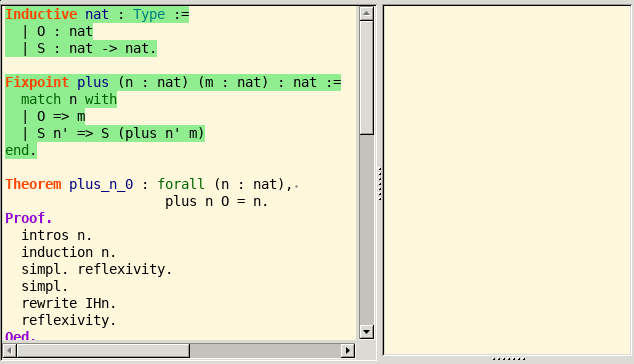 Inductive nat : Type :=
  | O : nat
  | S : nat -> nat.

Fixpoint plus (n : nat) (m : nat) : nat :=
  match n with
  | O => m
  | S n' => S (plus n' m)
end.

Theorem plus_n_0 : forall (n : nat),
                    plus n O = n.
Proof.
  intros n.
  induction n.
  simpl. reflexivity.
  simpl.
  rewrite IHn.
  reflexivity.
Qed.